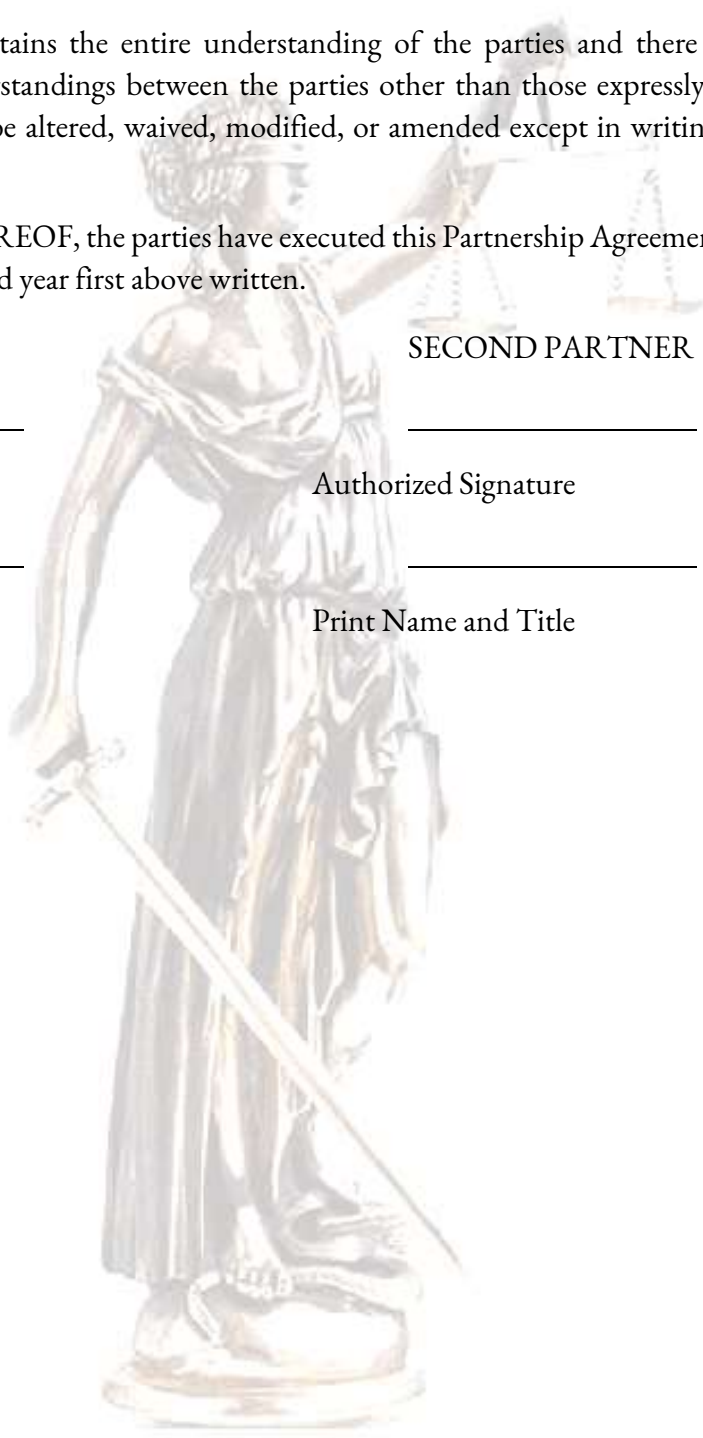 tains the entire understanding of the parties and there
rstandings between the parties other than those expressly
be altered, waived, modified, or amended except in writin
REOF, the parties have executed this Partnership Agreemen
d year first above written.
SECOND PARTNER
Authorized Signature
Print Name and Title